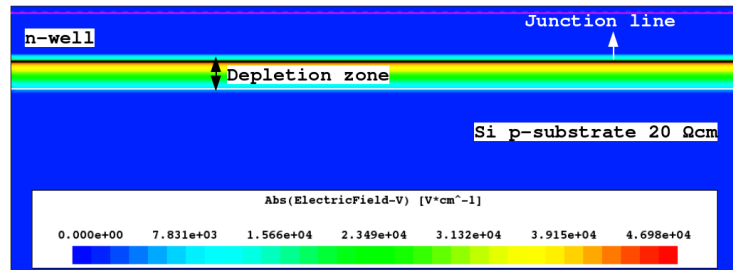 Junction line
n-well
Depletion zone
Si p-substrate 20 Ωcm
Abs(ElectricField-V) [V*cm^-1]
0.000e+00 7.831e+03 1.566e+04 2.349e+04 3.132e+04 3.915e+04 4.698e+04